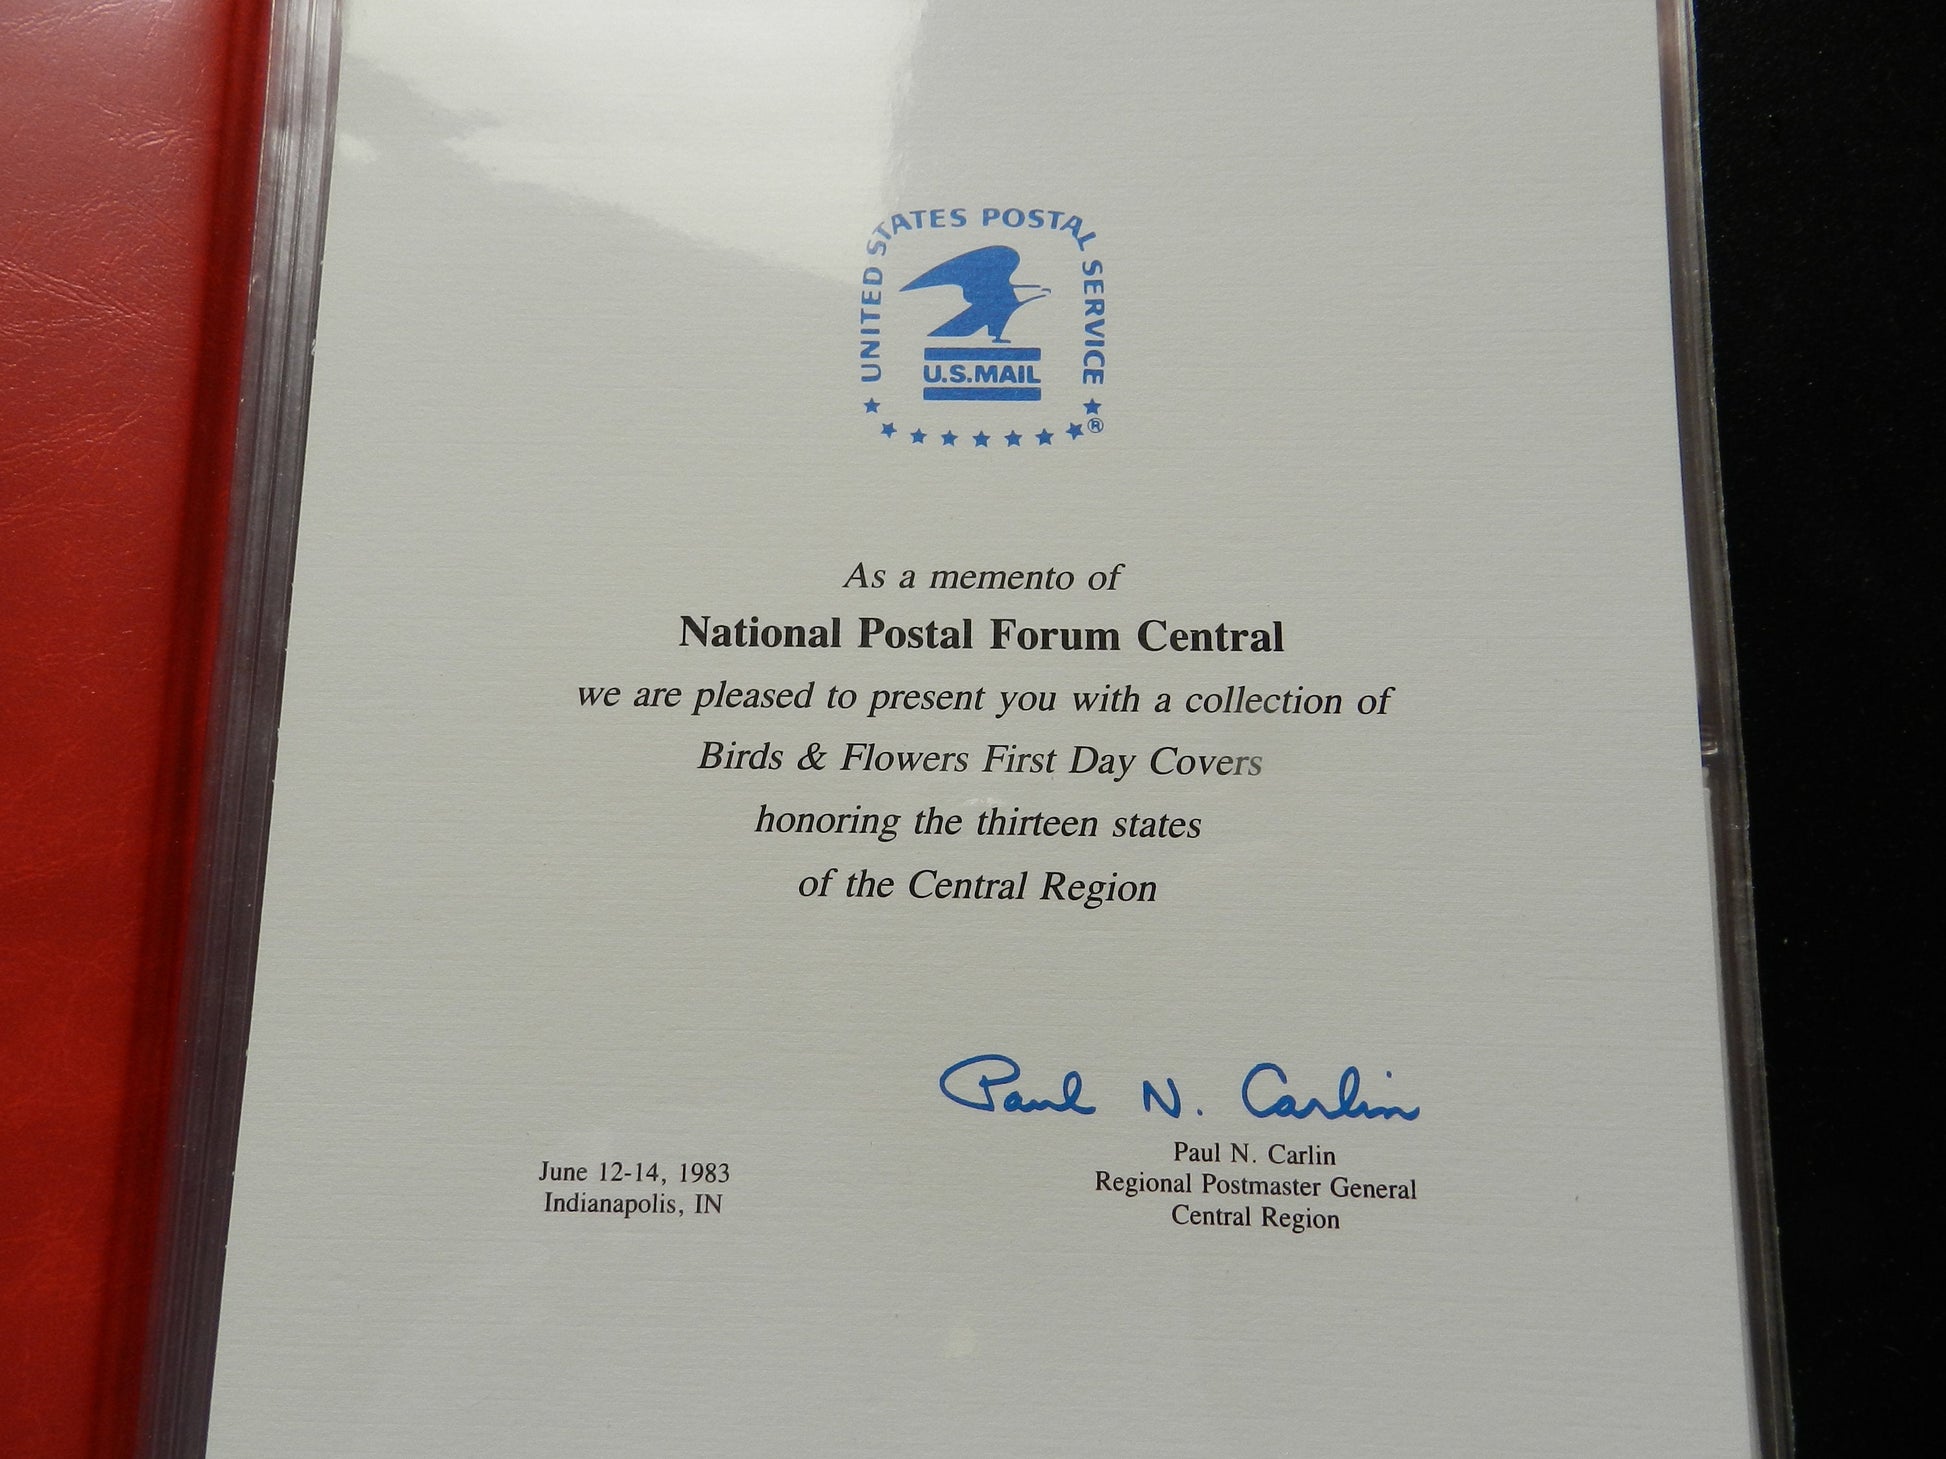 UNITED STATES POSTAL SERVICE
U.S.MAIL
®
As a memento of
National Postal Forum Central
we are pleased to present you with a collection of
Birds & Flowers First Day Covers
honoring the thirteen states
of the Central Region
Paul N. Carlin
June 12-14, 1983
Indianapolis, IN
Paul N. Carlin
Regional Postmaster General
Central Region